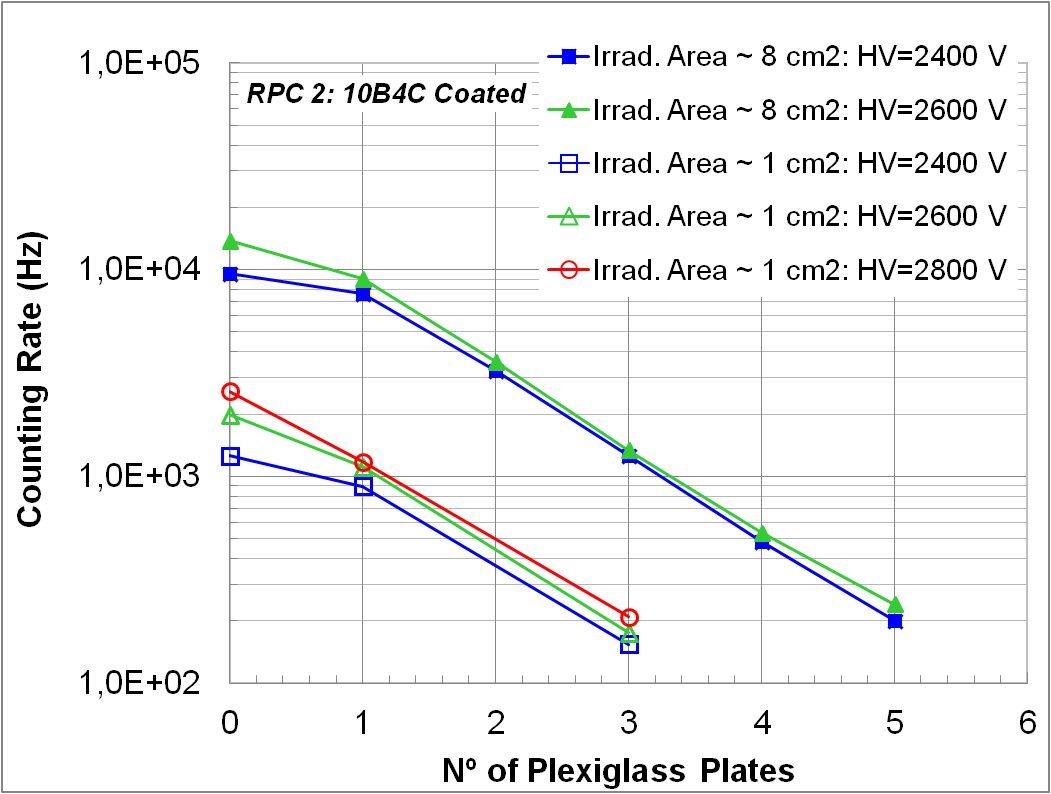 1,0E+05
1,0E+04
1,0E+03
1,0E+02
Counting Rate (Hz)
RPC 2: 10B4C Coated
Irrad. Area ~ 8 cm2: HV=2400 V
Irrad. Area ~ 8 cm2: HV=2600 V
Irrad. Area ~ 1 cm2: HV=2400 V
Irrad. Area ~ 1 cm2: HV=2600 V
Irrad. Area ~ 1 cm2: HV=2800 V
0 1 2 3 4 5 6
Nº of Plexiglass Plates